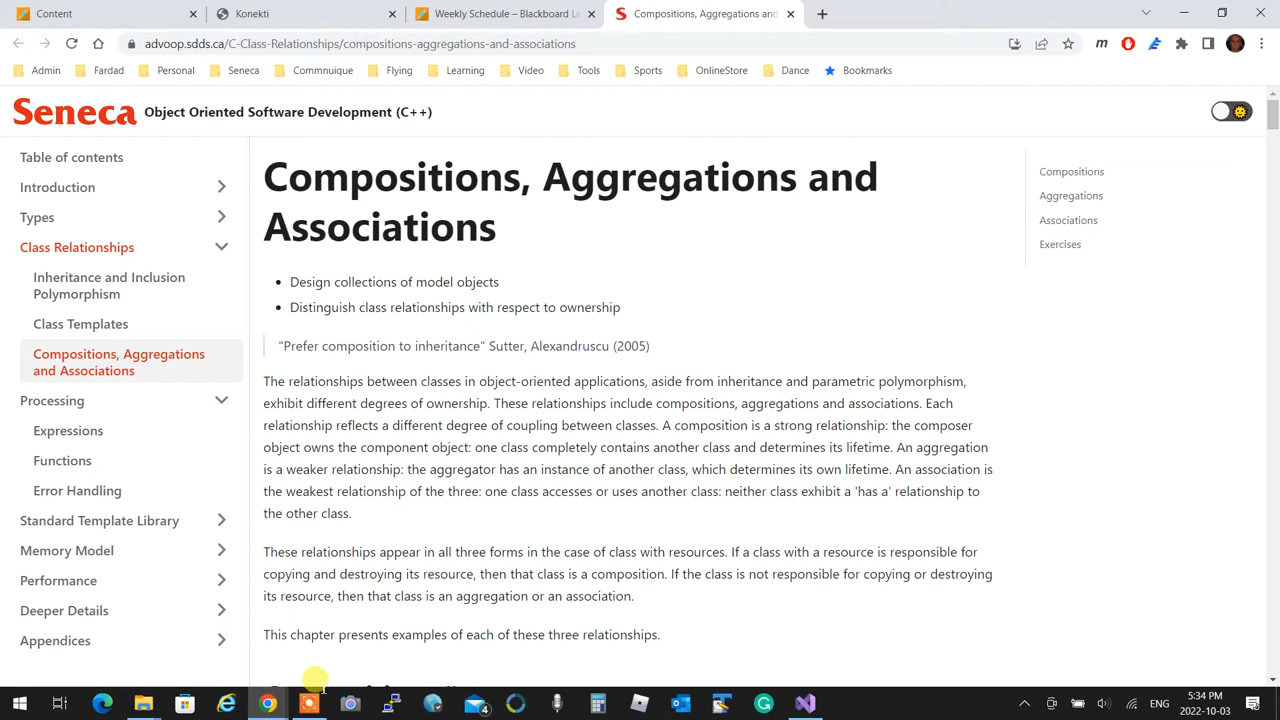 Content
Konekti
Weekly Schedule – Blackboard Le
Compositions, Aggregations and
advoop.sdds.ca/C-Class-Relationships/compositions-aggregations-and-associations
Admin
Fardad
Personal
Seneca
Commnuique
Flying
Learning
Video
Tools
Sports
OnlineStore
Dance
Bookmarks
Seneca
Object Oriented Software Development (C++)
Table of contents
Introduction
Types
Class Relationships
Inheritance and Inclusion
Polymorphism
Class Templates
Compositions, Aggregations
and Associations
Processing
Expressions
Functions
Error Handling
Standard Template Library
Memory Model
Performance
Deeper Details
Appendices
Compositions, Aggregations and
Associations
• Design collections of model objects
• Distinguish class relationships with respect to ownership
"Prefer composition to inheritance" Sutter, Alexandruscu (2005)
The relationships between classes in object-oriented applications, aside from inheritance and parametric polymorphism,
exhibit different degrees of ownership. These relationships include compositions, aggregations and associations. Each
relationship reflects a different degree of coupling between classes. A composition is a strong relationship: the composer
object owns the component object: one class completely contains another class and determines its lifetime. An aggregation
is a weaker relationship: the aggregator has an instance of another class, which determines its own lifetime. An association is
the weakest relationship of the three: one class accesses or uses another class: neither class exhibit a 'has a' relationship to
the other class.
These relationships appear in all three forms in the case of class with resources. If a class with a resource is responsible for
copying and destroying its resource, then that class is a composition. If the class is not responsible for copying or destroying
its resource, then that class is an aggregation or an association.
This chapter presents examples of each of these three relationships.
Compositions
Aggregations
Associations
Exercises
4
ENG
5:34 PM
2022-10-03